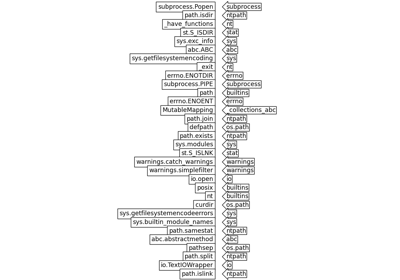 subprocess.Popen subprocess
path.isdir ntpath
_have_functions nt
st.S_ISDIR stat
sys.exc_info sys
abc.ABC abc
sys.getfilesystemencoding sys
_exit nt
errno.ENOTDIR errno
subprocess.PIPE subprocess
path builtins
errno.ENOENT errno
MutableMapping _collections_abc
path.join ntpath
defpath os.path
path.exists ntpath
sys.modules sys
st.S_ISLNK stat
warnings.catch_warnings warnings
warnings.simplefilter warnings
io.open io
posix builtins
nt builtins
curdir os.path
sys.getfilesystemencodeerrors sys
sys.builtin_module_names sys
path.samestat ntpath
abc.abstractmethod abc
pathsep os.path
path.split ntpath
io.TextIOWrapper io
path.islink ntpath